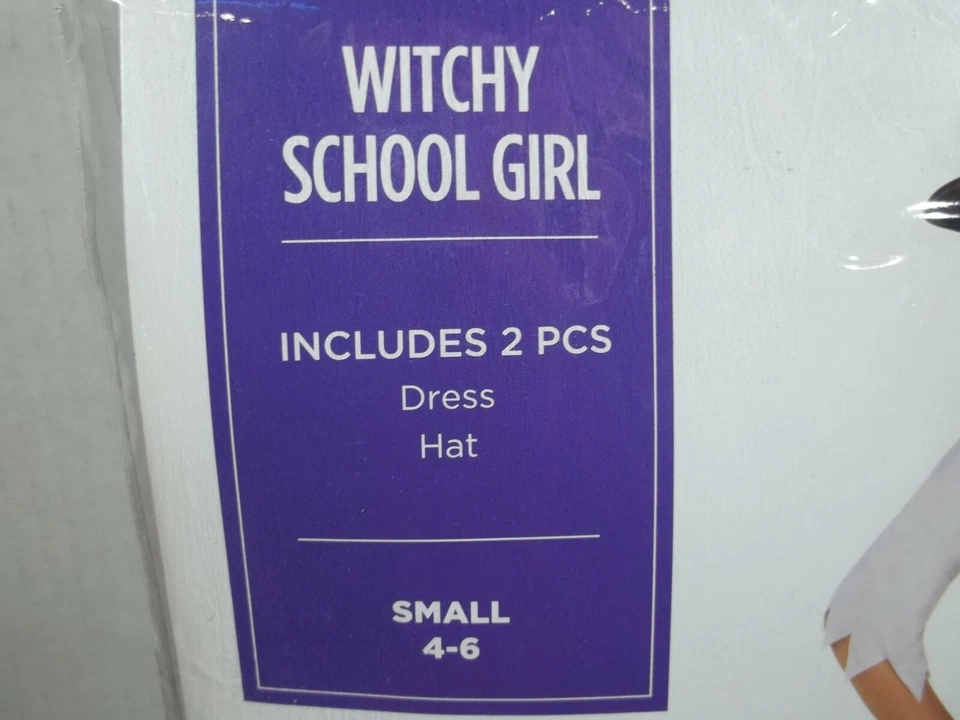 WITCHY
SCHOOL GIRL
INCLUDES 2 PCS
Dress
Hat
SMALL
4-6